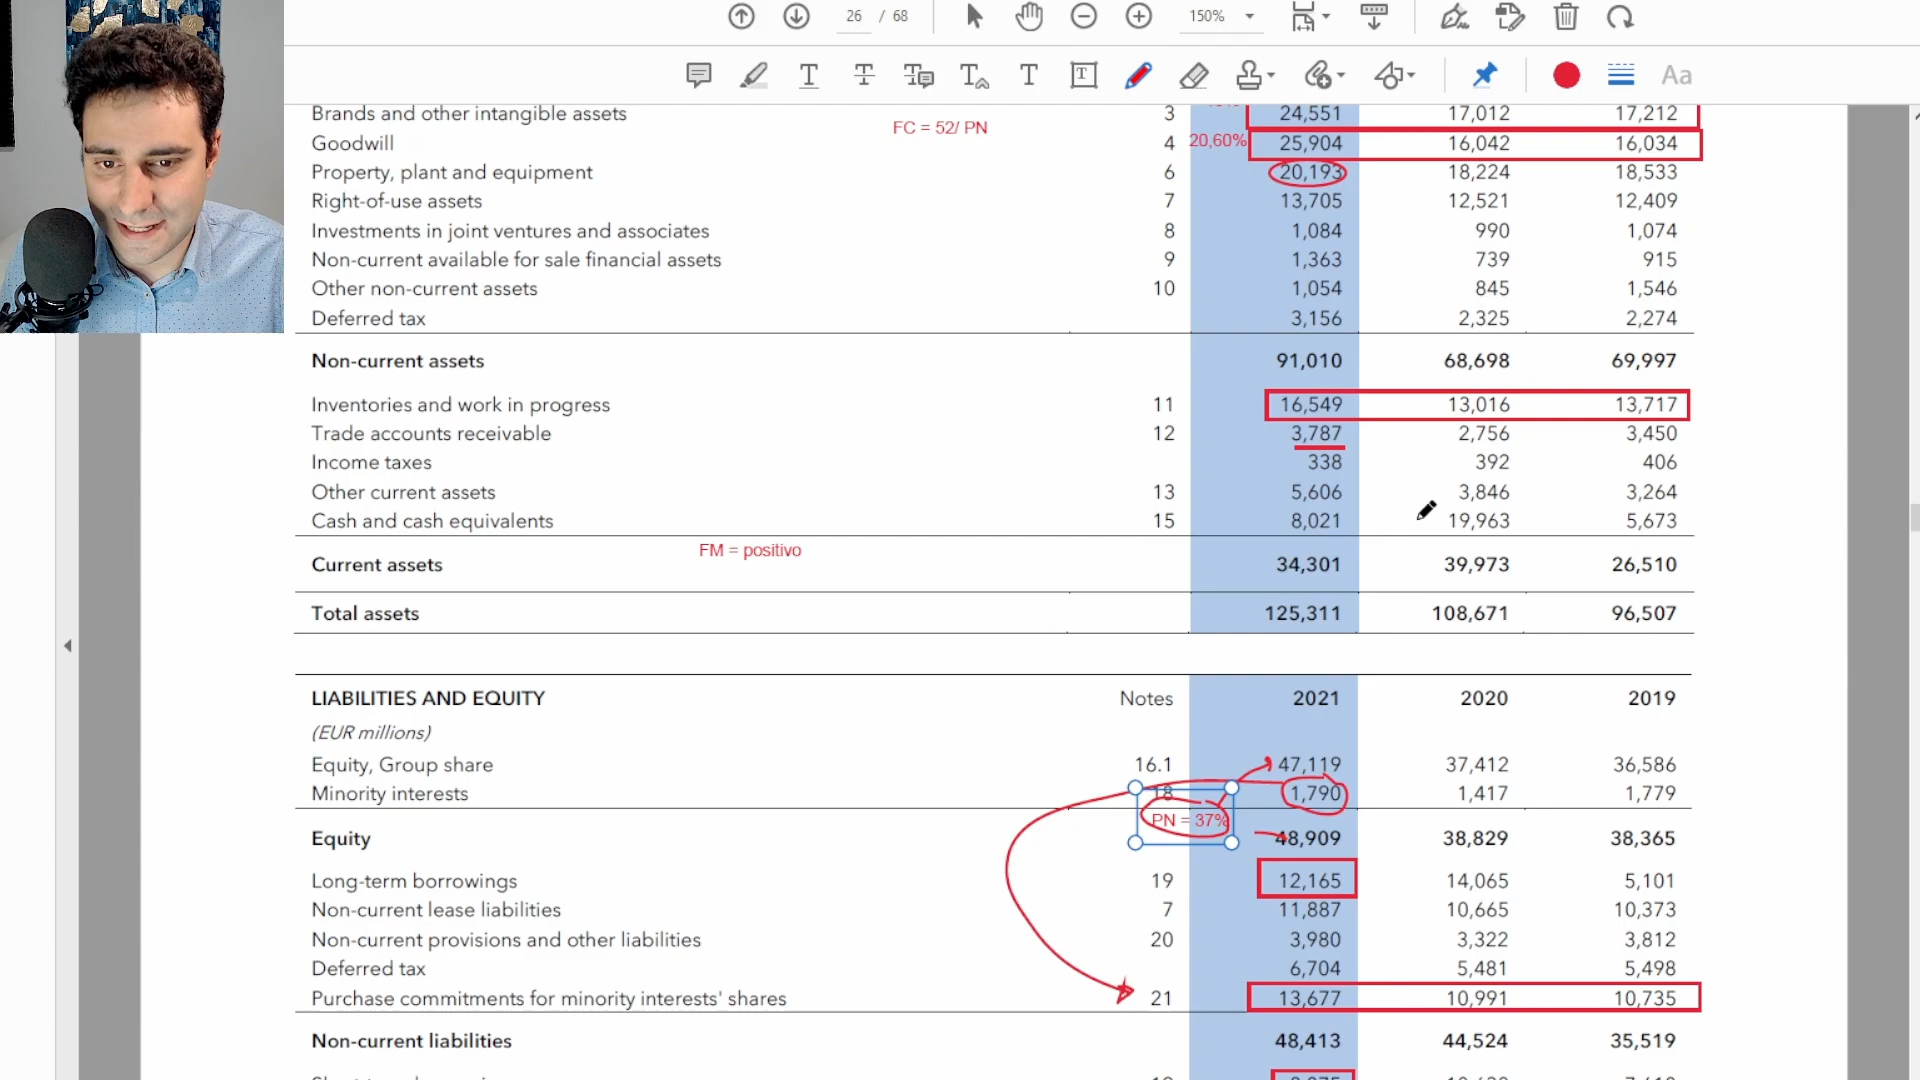 26 / 68 150%
Aa
Brands and other intangible assets 3 24,551 17,012 17,212
FC = 52/ PN
Goodwill 4 20,60% 25,904 16,042 16,034
Property, plant and equipment 6 20,193 18,224 18,533
Right-of-use assets 7 13,705 12,521 12,409
Investments in joint ventures and associates 8 1,084 990 1,074
Non-current available for sale financial assets 9 1,363 739 915
Other non-current assets 10 1,054 845 1,546
Deferred tax 3,156 2,325 2,274
Non-current assets 91,010 68,698 69,997
Inventories and work in progress 11 16,549 13,016 13,717
Trade accounts receivable 12 3,787 2,756 3,450
Income taxes 338 392 406
Other current assets 13 5,606 3,846 3,264
Cash and cash equivalents 15 8,021 19,963 5,673
FM = positivo
Current assets 34,301 39,973 26,510
Total assets 125,311 108,671 96,507
LIABILITIES AND EQUITY Notes 2021 2020 2019
(EUR millions)
Equity, Group share 16.1 47,119 37,412 36,586
Minority interests 18 1,790 1,417 1,779
PN = 37%
Equity 48,909 38,829 38,365
Long-term borrowings 19 12,165 14,065 5,101
Non-current lease liabilities 7 11,887 10,665 10,373
Non-current provisions and other liabilities 20 3,980 3,322 3,812
Deferred tax 6,704 5,481 5,498
Purchase commitments for minority interests' shares 21 13,677 10,991 10,735
Non-current liabilities 48,413 44,524 35,519